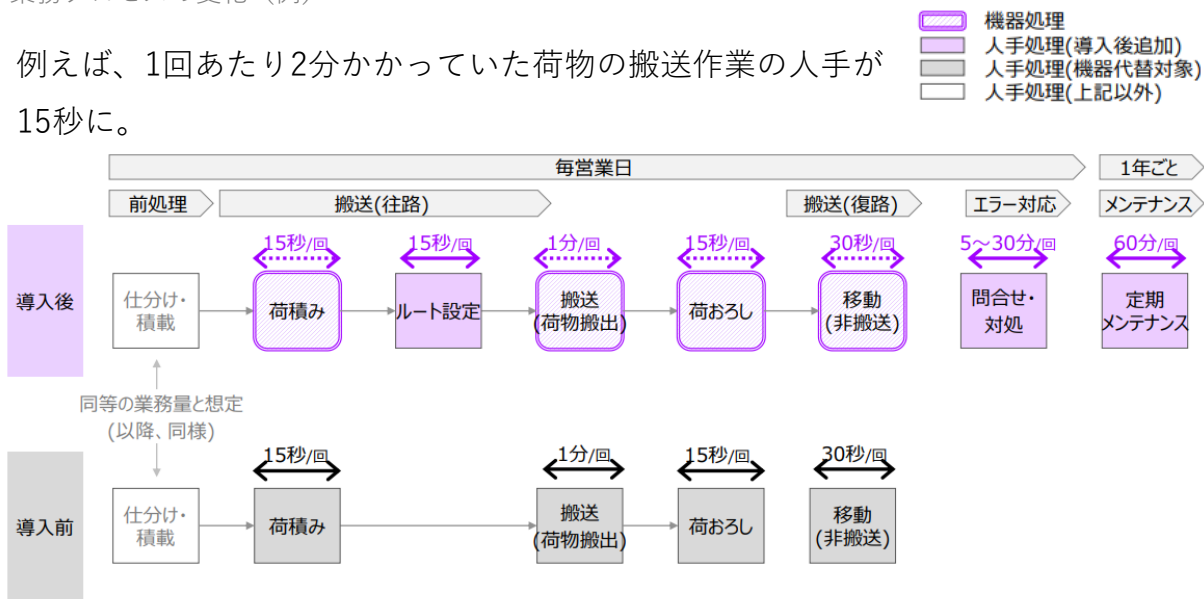 機器処理
人手処理(導入後追加)
人手処理(機器代替対象)
人手処理(上記以外)
例えば、1回あたり2分かかっていた荷物の搬送作業の人手が
15秒に。
毎営業日
1年ごと
前処理
搬送(往路)
搬送(復路)
エラー対応
メンテナンス
15秒/回
15秒/回
1分/回
15秒/回
30秒/回
5～30分/回
60分/回
導入後
仕分け・
積載
荷積み
ルート設定
搬送
(荷物搬出)
荷おろし
移動
(非搬送)
問合せ・
対処
定期
メンテナンス
同等の業務量と想定
(以降、同様)
15秒/回
1分/回
15秒/回
30秒/回
導入前
仕分け・
積載
荷積み
搬送
(荷物搬出)
荷おろし
移動
(非搬送)